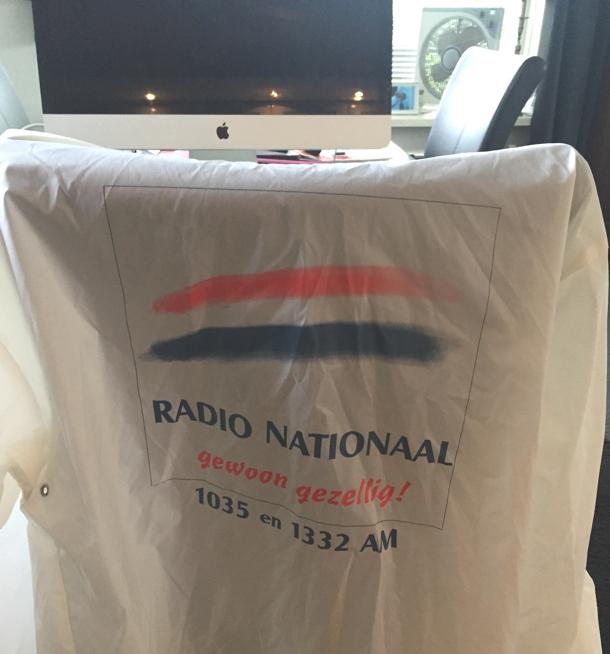 RADIO NATIONAAL
gewoon gezellig!
1035 en 1332 AM